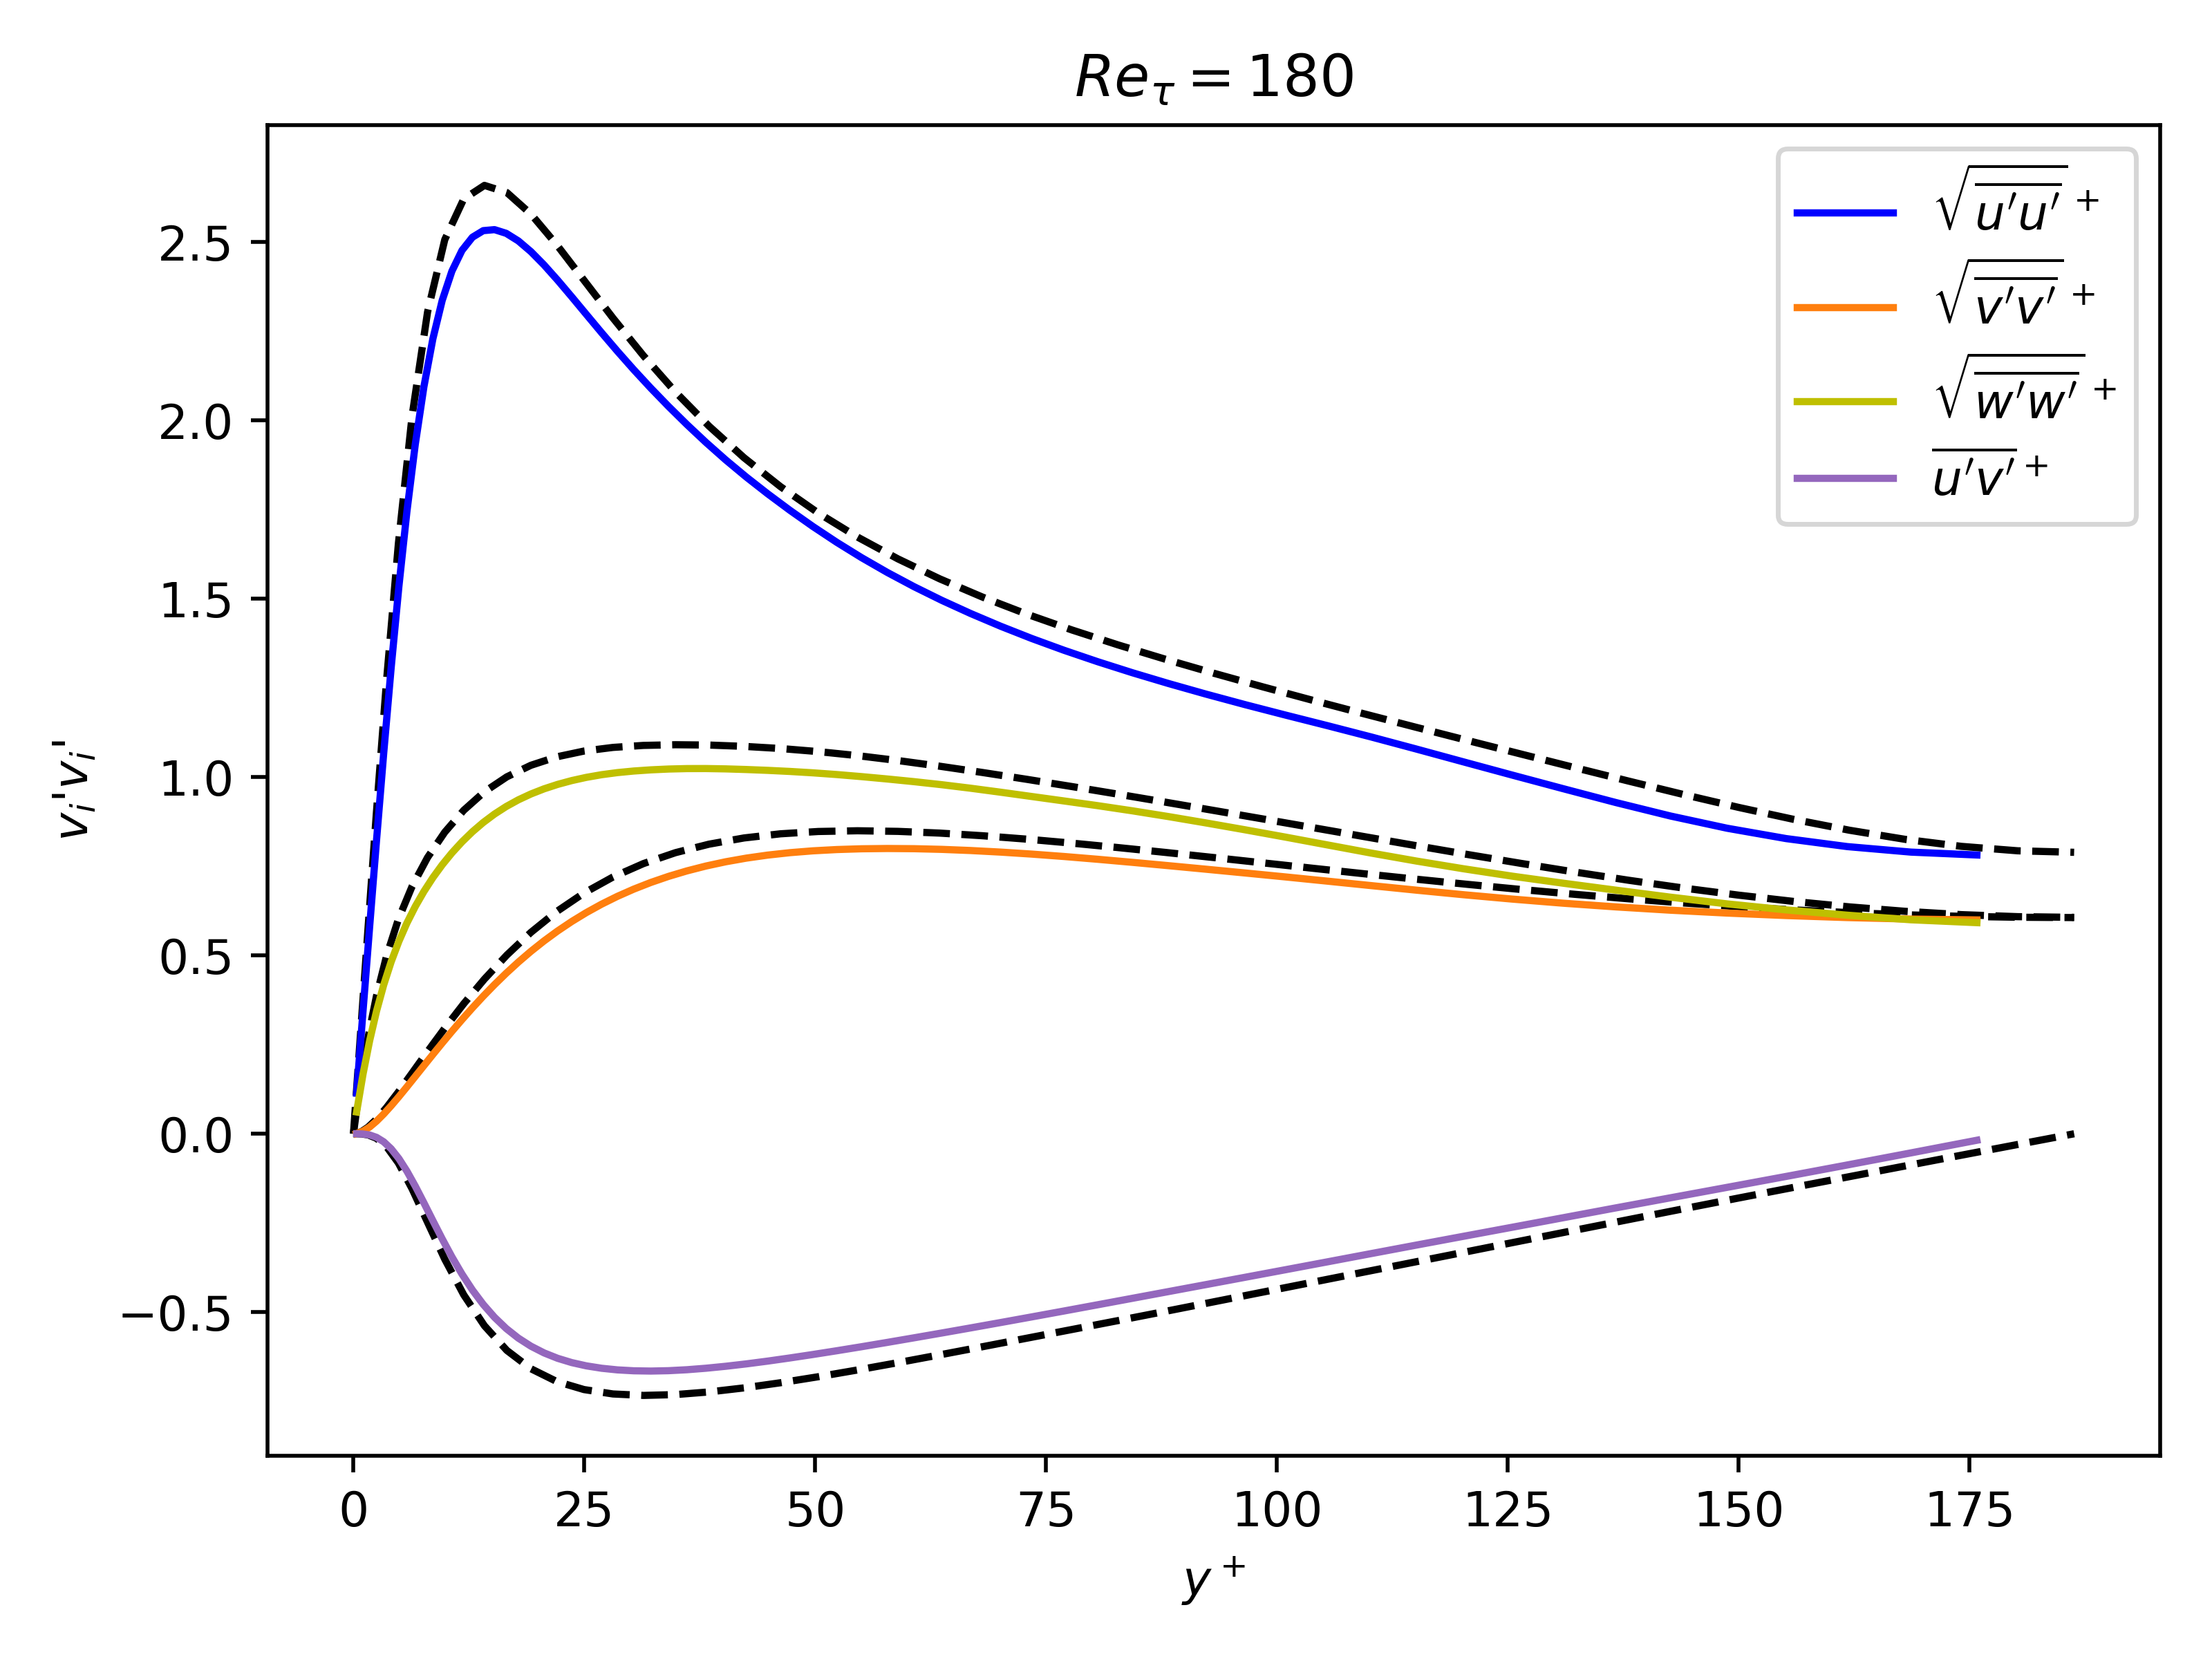 Re_τ = 180
√(u′u′)‾ ⁺
√(v′v′)‾ ⁺
√(w′w′)‾ ⁺
u′v′‾ ⁺
v_i'v_i'
2.5
2.0
1.5
1.0
0.5
0.0
−0.5
0 25 50 75 100 125 150 175
y⁺